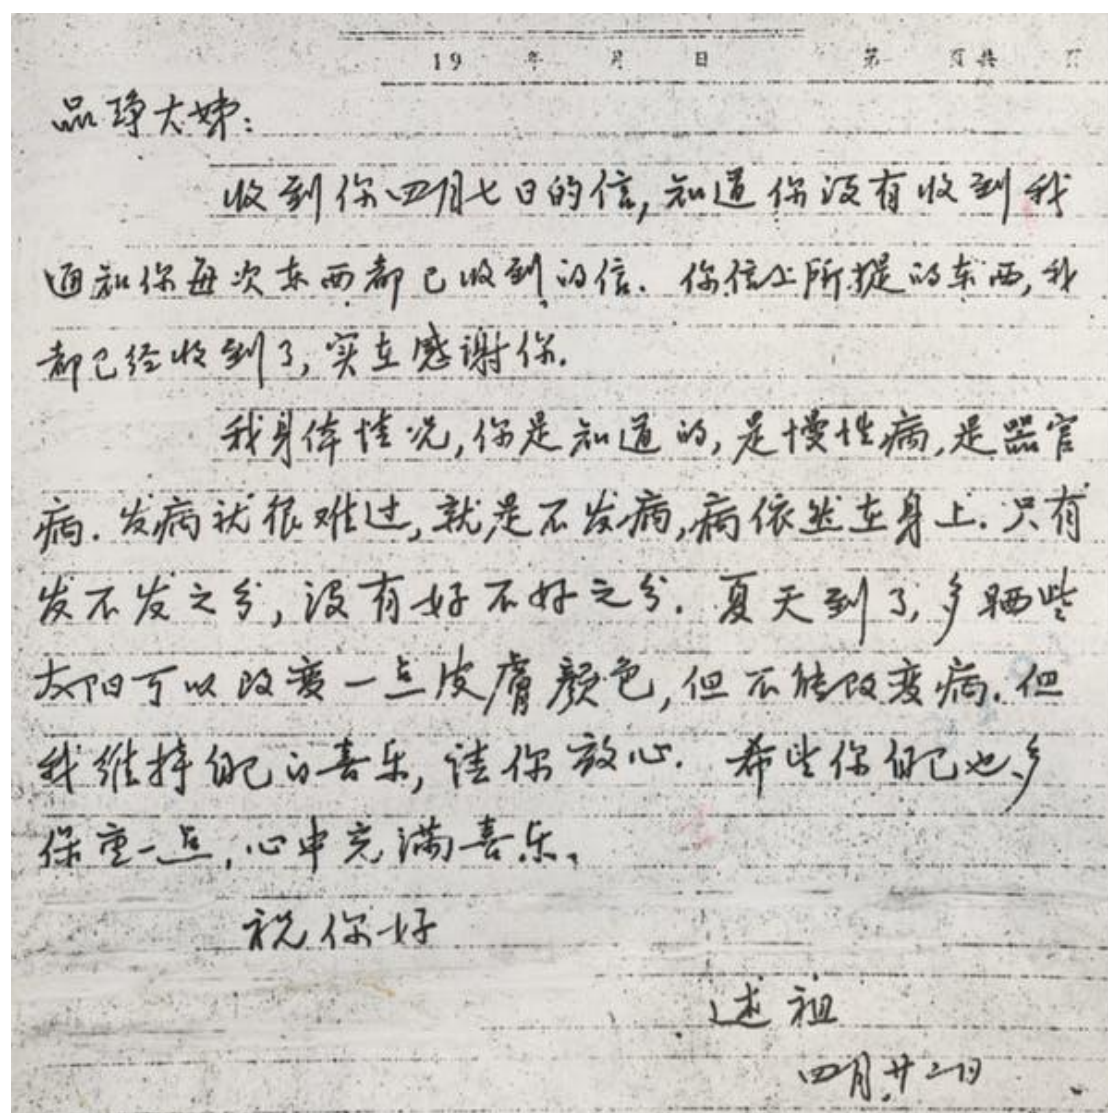 19 年 月 日 第 页共 页
品琤大姊:
收到你四月七日的信,知道你没有收到我
通知你每次东西都已收到的信. 你信上所提的东西,我
都已经收到了,实在感谢你.
我身体情况,你是知道的,是慢性病,是器官
病.发病就很难过,就是不发病,病依然在身上.只有
发不发之分,没有好不好之分. 夏天到了,多晒些
太阳可以改变一点皮肤颜色,但不能改变病.但
我维持自己的喜乐,请你放心. 希望你自己也多
保重一点,心中充满喜乐.
祝你好
述祖
四月廿二日